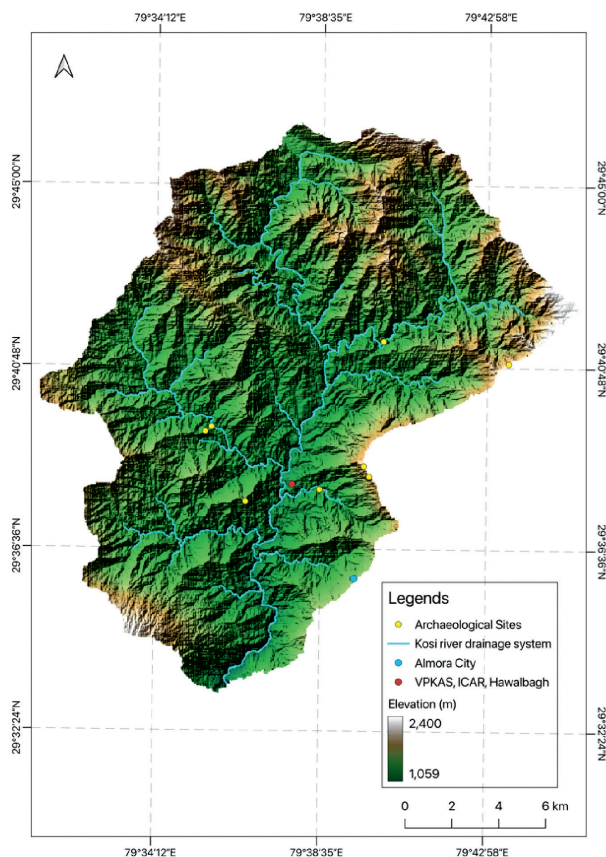 79°34'12"E 79°38'35"E 79°42'58"E
29°45'00"N 29°45'00"N
29°40'48"N 29°40'48"N
29°36'36"N 29°36'36"N
29°32'24"N 29°32'24"N
Legends
Archaeological Sites
Kosi river drainage system
Almora City
VPKAS, ICAR, Hawalbagh
Elevation (m)
2,400
1,059
0 2 4 6 km
79°34'12"E 79°38'35"E 79°42'58"E